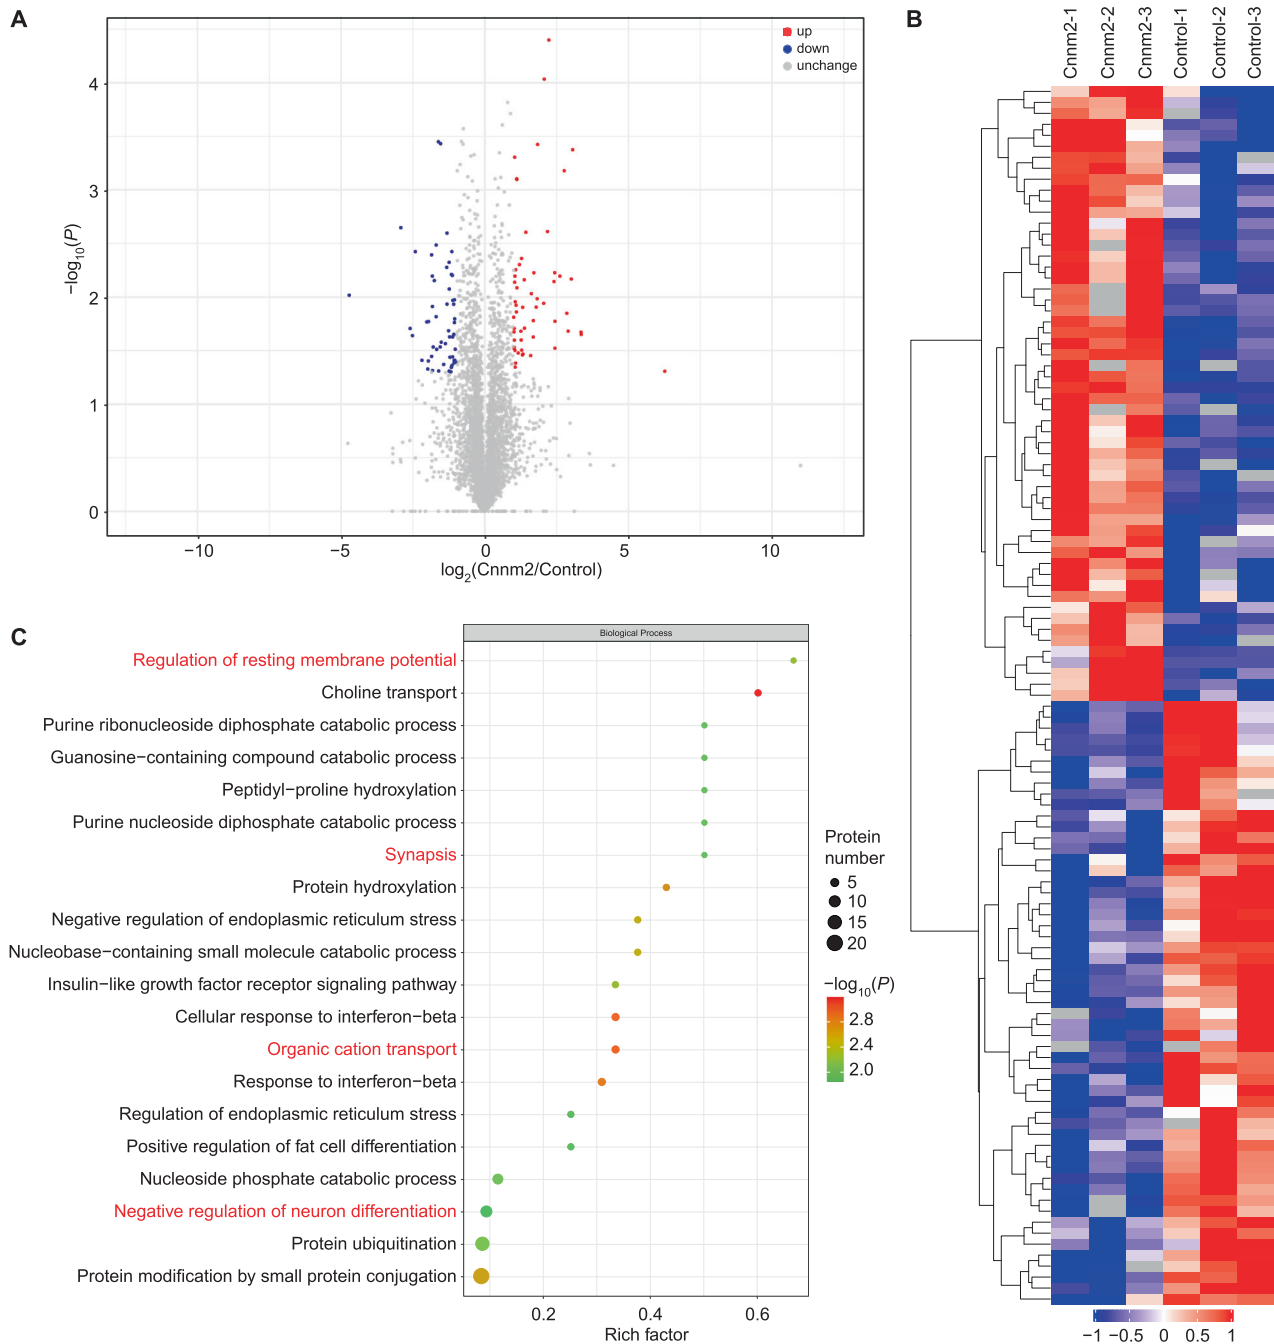 A
up
down
unchange
4
3
2
1
0
−log10(P)
−10
−5
0
5
10
log2(Cnnm2/Control)
B
Cnnm2-1
Cnnm2-2
Cnnm2-3
Control-1
Control-2
Control-3
−1
−0.5
0
0.5
1
C
Biological Process
Regulation of resting membrane potential
Choline transport
Purine ribonucleoside diphosphate catabolic process
Guanosine−containing compound catabolic process
Peptidyl−proline hydroxylation
Purine nucleoside diphosphate catabolic process
Synapsis
Protein hydroxylation
Negative regulation of endoplasmic reticulum stress
Nucleobase−containing small molecule catabolic process
Insulin−like growth factor receptor signaling pathway
Cellular response to interferon−beta
Organic cation transport
Response to interferon−beta
Regulation of endoplasmic reticulum stress
Positive regulation of fat cell differentiation
Nucleoside phosphate catabolic process
Negative regulation of neuron differentiation
Protein ubiquitination
Protein modification by small protein conjugation
0.2
0.4
0.6
Rich factor
Protein
number
5
10
15
20
−log10(P)
2.8
2.4
2.0